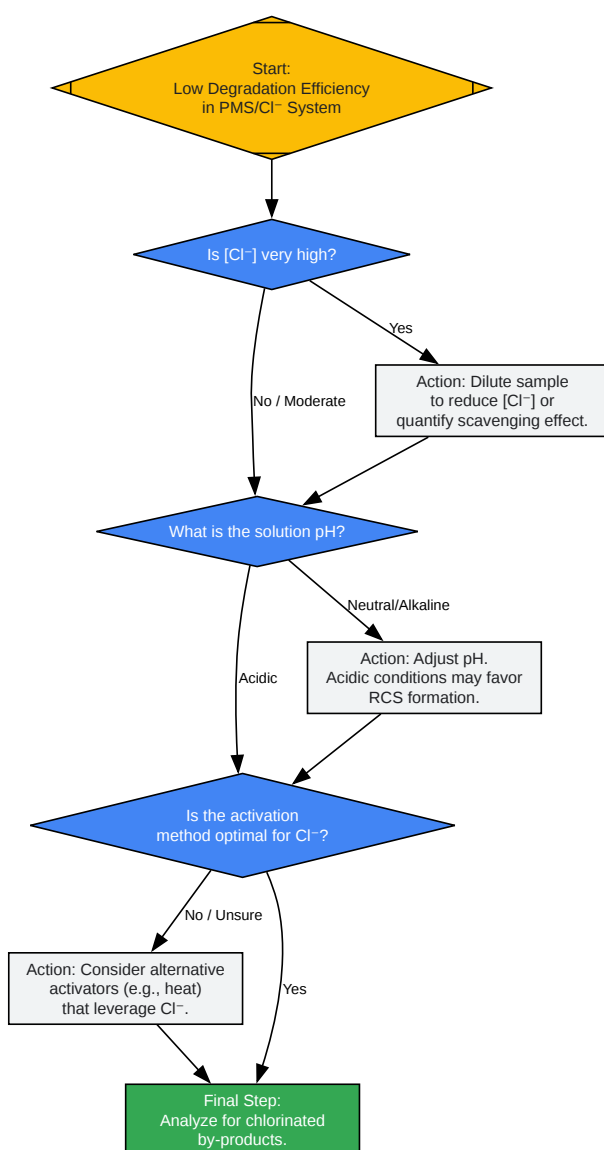 Start:
Low Degradation Efficiency
in PMS/Cl⁻ System
Is [Cl⁻] very high?
Yes
Action: Dilute sample
to reduce [Cl⁻] or
quantify scavenging effect.
No / Moderate
What is the solution pH?
Neutral/Alkaline
Action: Adjust pH.
Acidic conditions may favor
RCS formation.
Acidic
Is the activation
method optimal for Cl⁻?
No / Unsure
Action: Consider alternative
activators (e.g., heat)
that leverage Cl⁻.
Yes
Final Step:
Analyze for chlorinated
by-products.